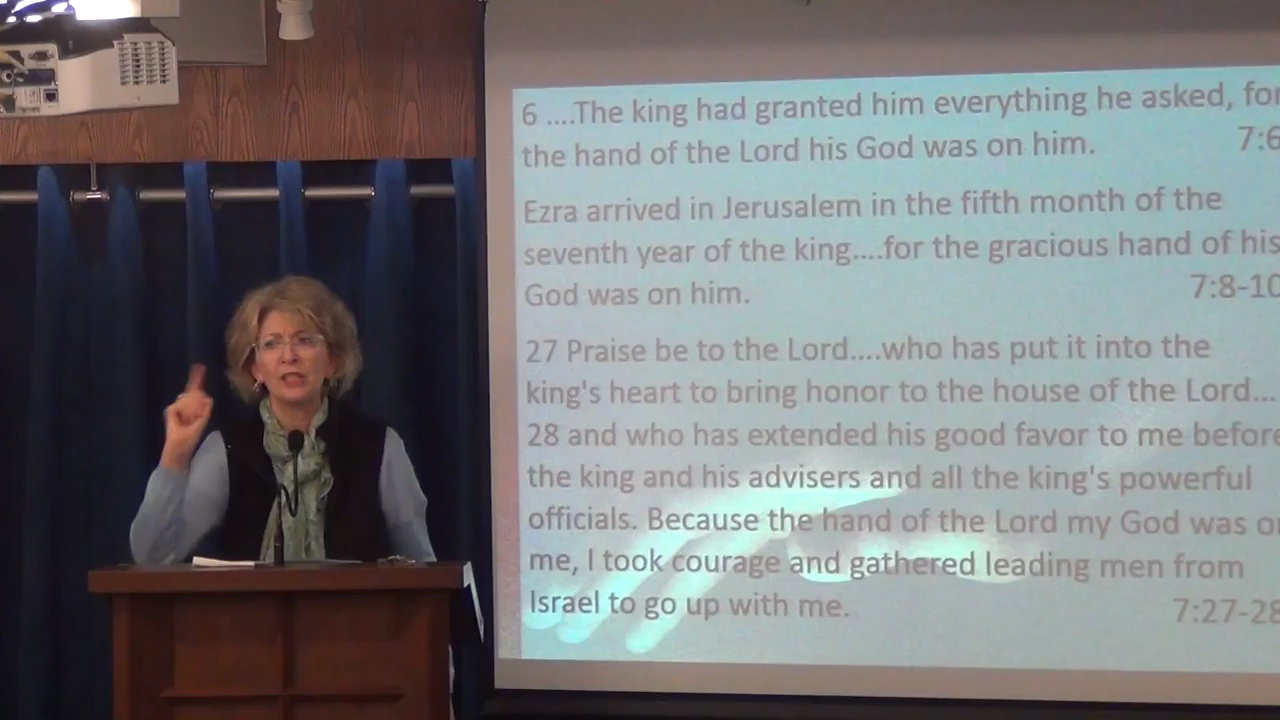 6 ....The king had granted him everything he asked, for
the hand of the Lord his God was on him. 7:6
Ezra arrived in Jerusalem in the fifth month of the
seventh year of the king....for the gracious hand of his
God was on him. 7:8-10
27 Praise be to the Lord....who has put it into the
king's heart to bring honor to the house of the Lord...
28 and who has extended his good favor to me before
the king and his advisers and all the king's powerful
officials. Because the hand of the Lord my God was on
me, I took courage and gathered leading men from
Israel to go up with me. 7:27-28